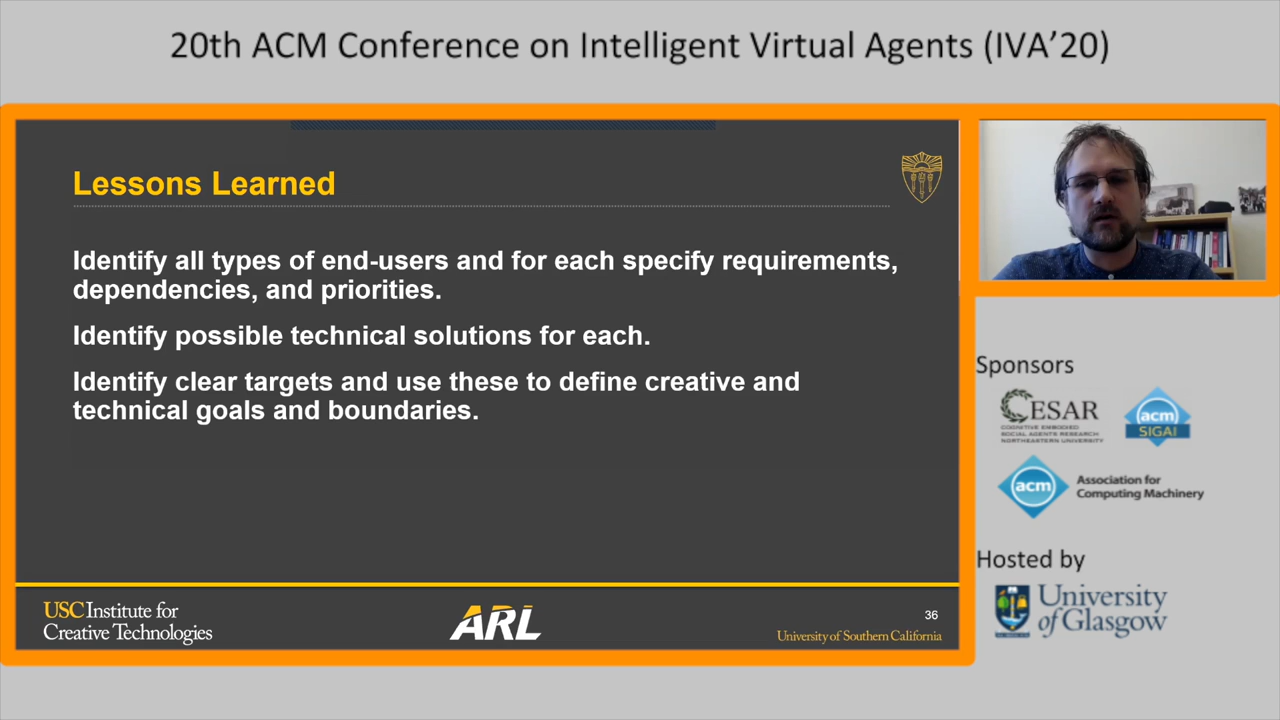 20th ACM Conference on Intelligent Virtual Agents (IVA'20)
Lessons Learned
Identify all types of end-users and for each specify requirements,
dependencies, and priorities.
Identify possible technical solutions for each.
Identify clear targets and use these to define creative and
technical goals and boundaries.
USC Institute for
Creative Technologies
ARL
36
University of Southern California
Sponsors
CESAR
COGNITIVE EMBODIED
SOCIAL AGENTS RESEARCH
NORTHEASTERN UNIVERSITY
acm
SIGAI
acm
Association for
Computing Machinery
Hosted by
University
of Glasgow